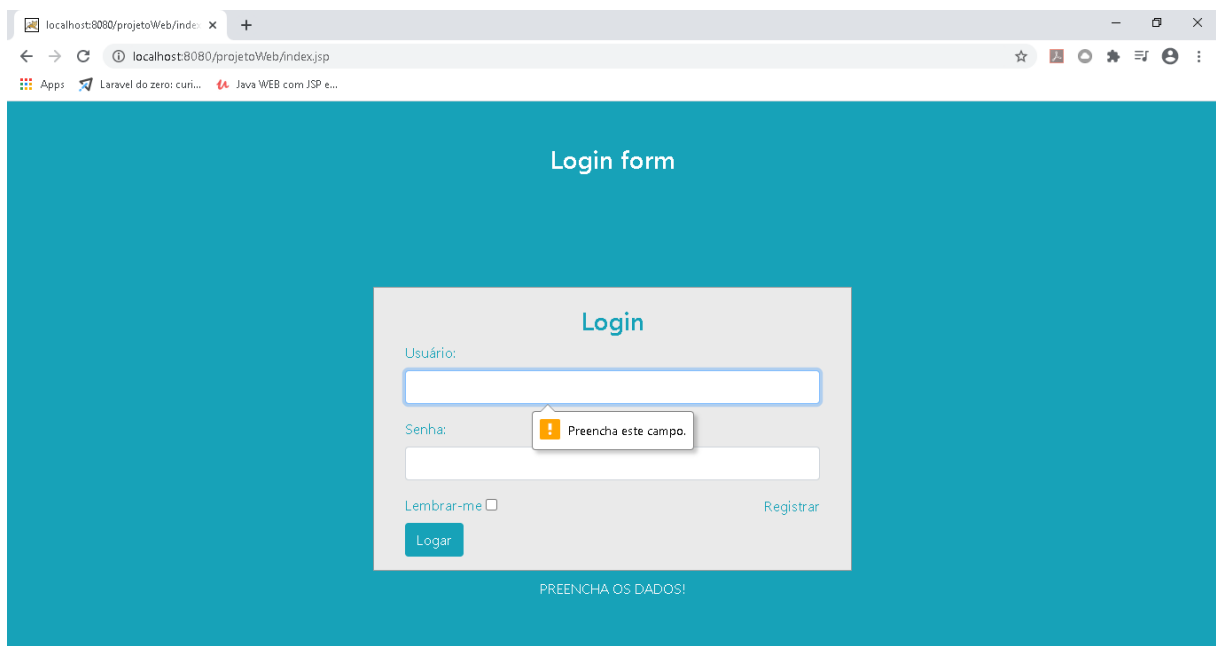 localhost:8080/projetoWeb/inde
localhost:8080/projetoWeb/index.jsp
Apps Laravel do zero: curi... Java WEB com JSP e...
Login form
Login
Usuário:
Preencha este campo.
Senha:
Lembrar-me Registrar
Logar
PREENCHA OS DADOS!